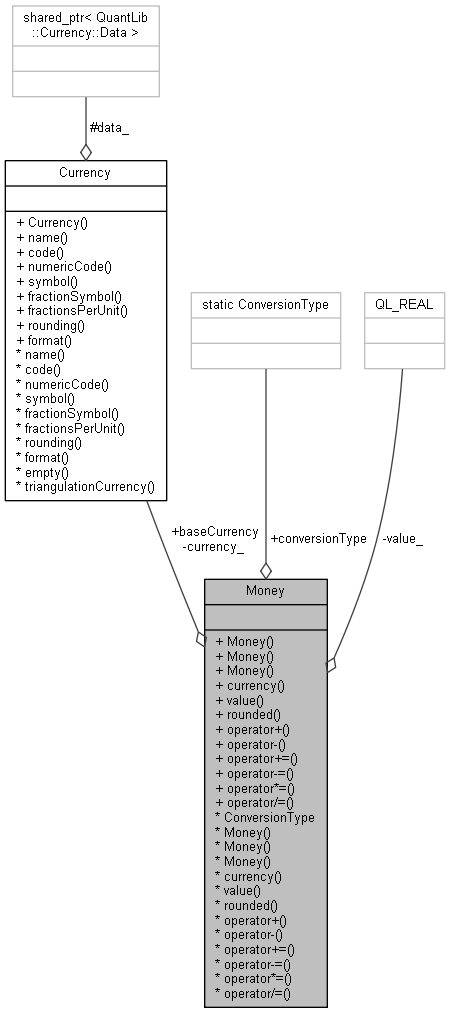 shared_ptr< QuantLib
::Currency::Data >
#data_
Currency
+ Currency()
+ name()
+ code()
+ numericCode()
+ symbol()
+ fractionSymbol()
+ fractionsPerUnit()
+ rounding()
+ format()
* name()
* code()
* numericCode()
* symbol()
* fractionSymbol()
* fractionsPerUnit()
* rounding()
* format()
* empty()
* triangulationCurrency()
static ConversionType
QL_REAL
+baseCurrency
-currency_
+conversionType
-value_
Money
+ Money()
+ Money()
+ Money()
+ currency()
+ value()
+ rounded()
+ operator+()
+ operator-()
+ operator+=()
+ operator-=()
+ operator*=()
+ operator/=()
* ConversionType
* Money()
* Money()
* Money()
* currency()
* value()
* rounded()
* operator+()
* operator-()
* operator+=()
* operator-=()
* operator*=()
* operator/=()